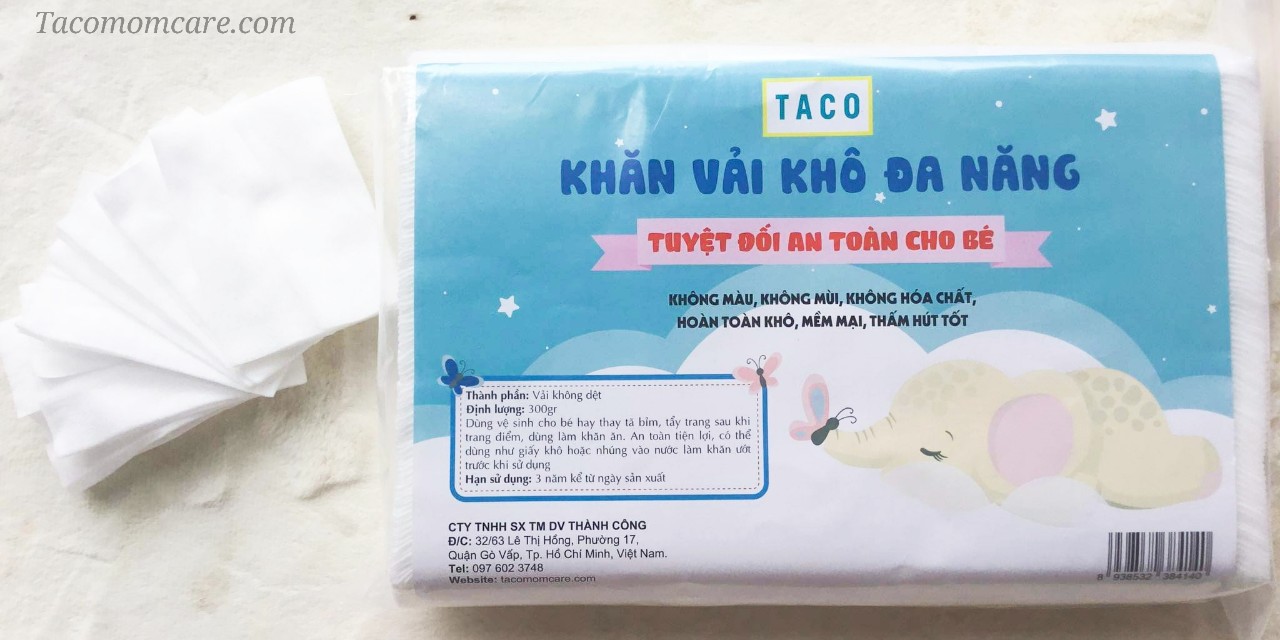 Tacomomcare.com
TACO
KHĂN VẢI KHÔ ĐA NĂNG
TUYỆT ĐỐI AN TOÀN CHO BÉ
KHÔNG MÀU, KHÔNG MÙI, KHÔNG HÓA CHẤT,
HOÀN TOÀN KHÔ, MỀM MẠI, THẤM HÚT TỐT
Thành phần: Vải không dệt
Định lượng: 300gr
Dùng vệ sinh cho bé hay thay tã bỉm, tẩy trang sau khi
trang điểm, dùng làm khăn ăn. An toàn tiện lợi, có thể
dùng như giấy khô hoặc nhúng vào nước làm khăn ướt
trước khi sử dụng
Hạn sử dụng: 3 năm kể từ ngày sản xuất
CTY TNHH SX TM DV THÀNH CÔNG
Đ/C: 32/63 Lê Thị Hồng, Phường 17,
Quận Gò Vấp, Tp. Hồ Chí Minh, Việt Nam.
Tel: 097 602 3748
Website: tacomomcare.com
8 938532 384140